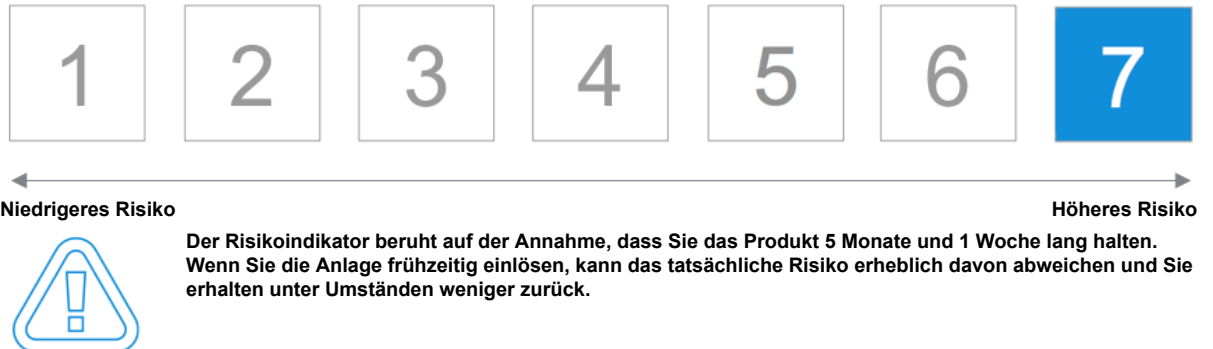 1 2 3 4 5 6 7
Niedrigeres Risiko Höheres Risiko
Der Risikoindikator beruht auf der Annahme, dass Sie das Produkt 5 Monate und 1 Woche lang halten.
Wenn Sie die Anlage frühzeitig einlösen, kann das tatsächliche Risiko erheblich davon abweichen und Sie
erhalten unter Umständen weniger zurück.